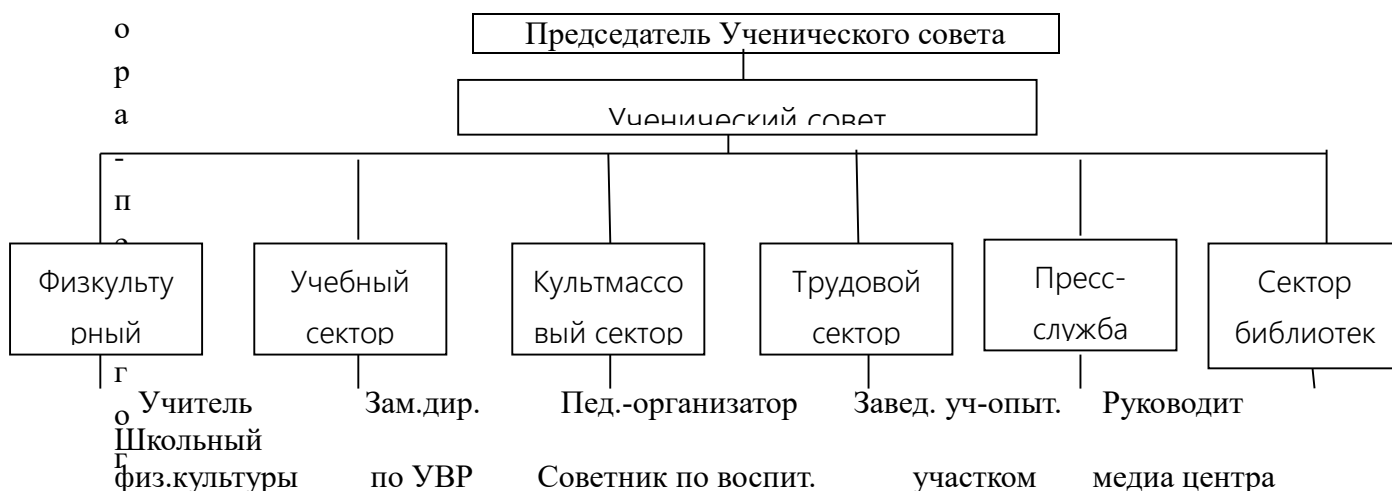 о
р
а
-
п
е
г
о
г
Председатель Ученического совета
Ученический совет
Физкульту
рный
Учебный
сектор
Культмассо
вый сектор
Трудовой
сектор
Пресс-
служба
Сектор
библиотек
Учитель Зам.дир. Пед.-организатор Завед. уч-опыт. Руководит
Школьный
физ.культуры по УВР Советник по воспит. участком медиа центра